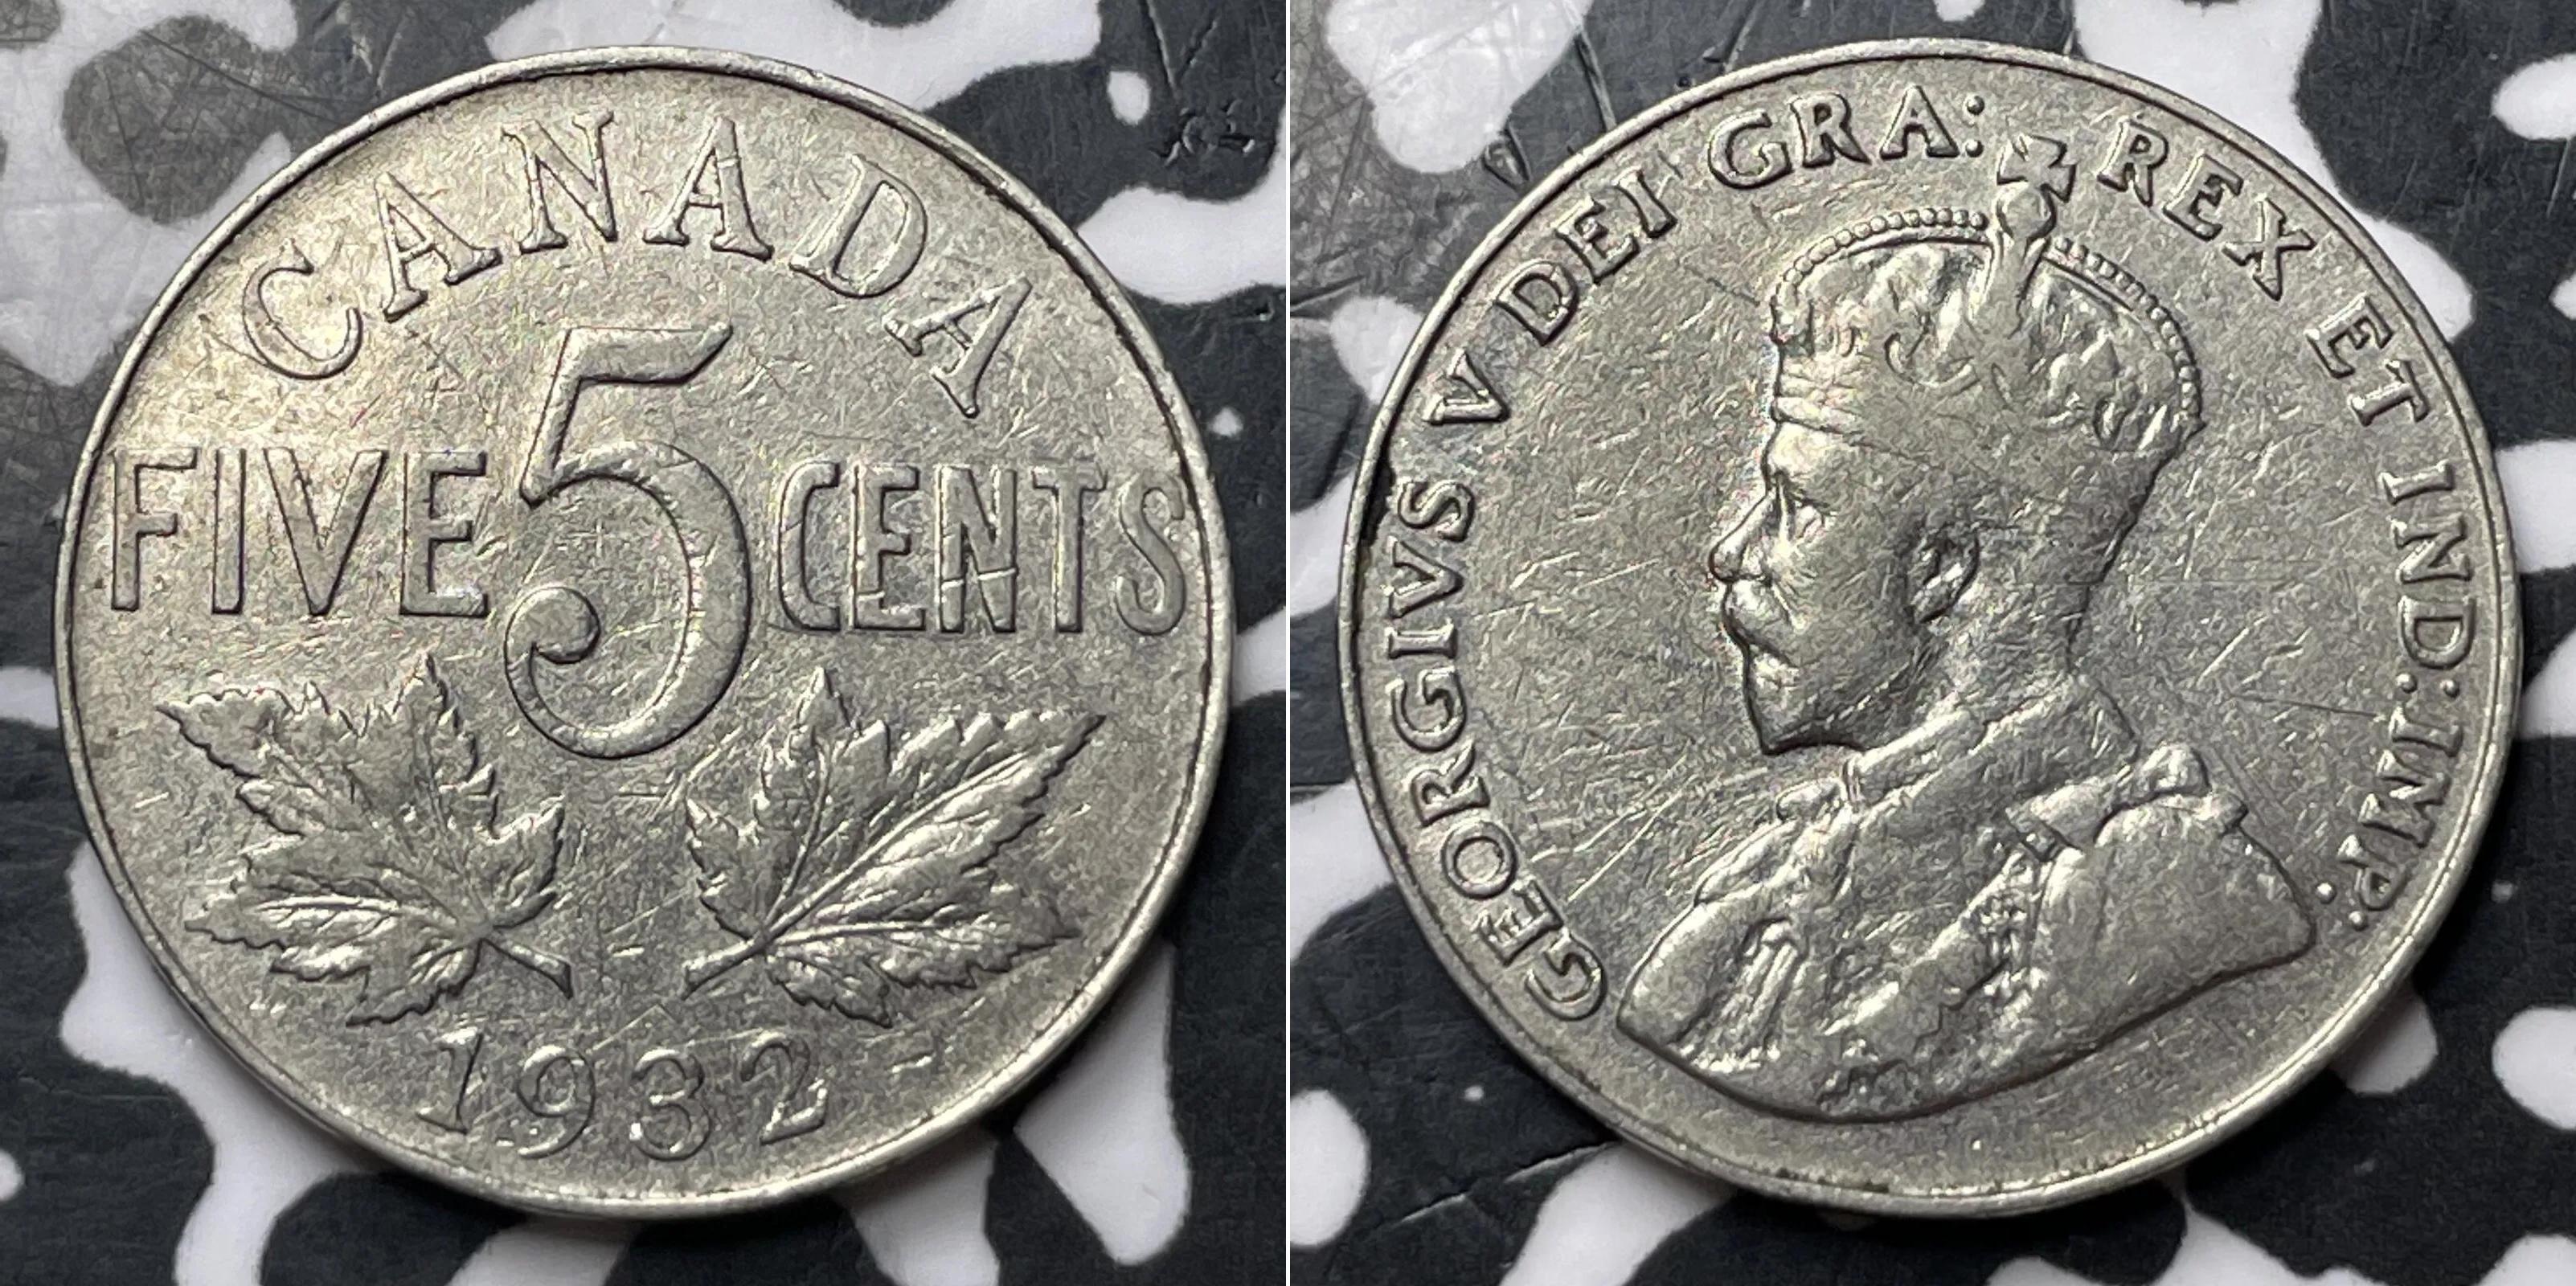 CANADA
FIVE 5 CENTS
1932
GEORGIVS V DEI GRA: REX ET IND: IMP: